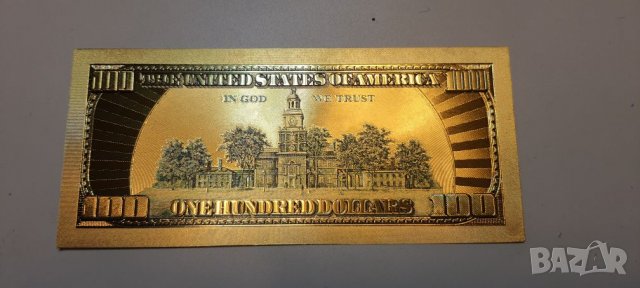 100 THE UNITED STATES OF AMERICA 100
IN GOD WE TRUST
100 ONE HUNDRED DOLLARS 100
BAZAR